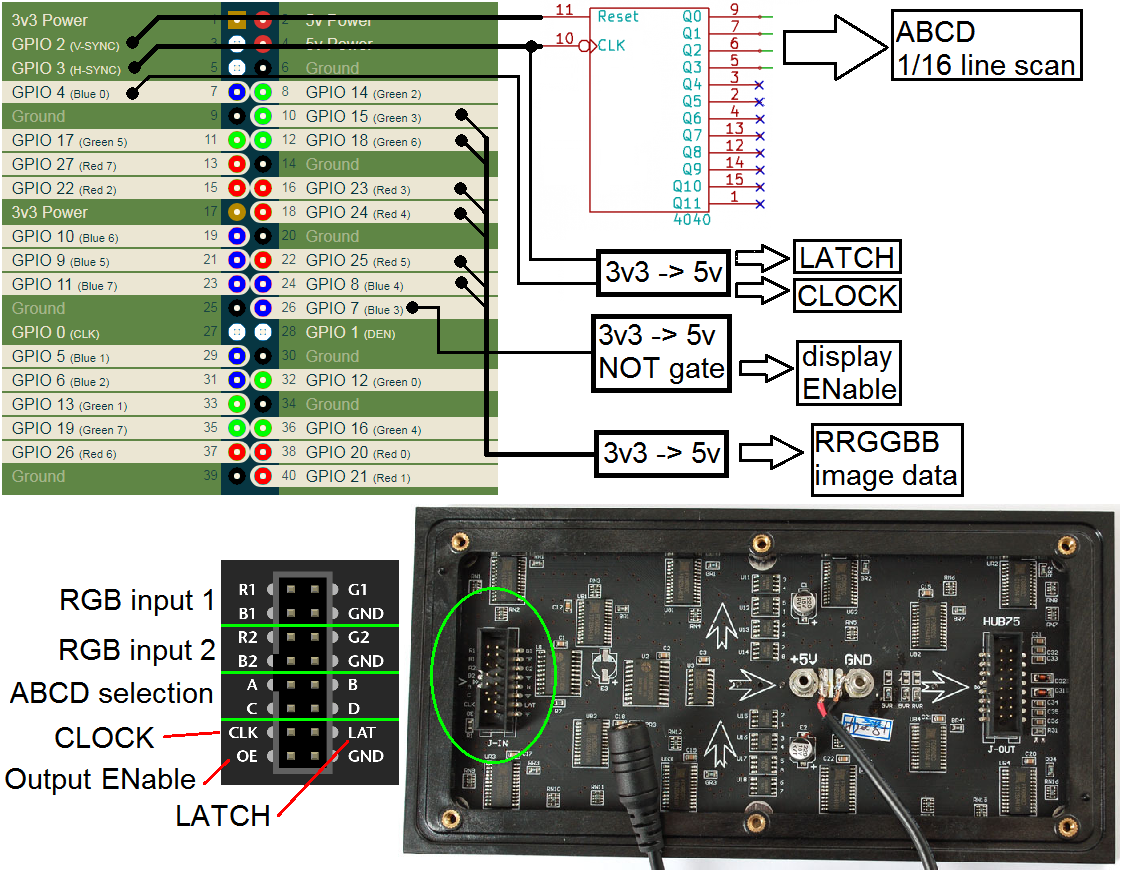 3v3 Power 1 2 5v Power
GPIO 2 (V-SYNC) 3 4 5v Power
GPIO 3 (H-SYNC) 5 6 Ground
GPIO 4 (Blue 0) 7 8 GPIO 14 (Green 2)
Ground 9 10 GPIO 15 (Green 3)
GPIO 17 (Green 5) 11 12 GPIO 18 (Green 6)
GPIO 27 (Red 7) 13 14 Ground
GPIO 22 (Red 2) 15 16 GPIO 23 (Red 3)
3v3 Power 17 18 GPIO 24 (Red 4)
GPIO 10 (Blue 6) 19 20 Ground
GPIO 9 (Blue 5) 21 22 GPIO 25 (Red 5)
GPIO 11 (Blue 7) 23 24 GPIO 8 (Blue 4)
Ground 25 26 GPIO 7 (Blue 3)
GPIO 0 (CLK) 27 28 GPIO 1 (DEN)
GPIO 5 (Blue 1) 29 30 Ground
GPIO 6 (Blue 2) 31 32 GPIO 12 (Green 0)
GPIO 13 (Green 1) 33 34 Ground
GPIO 19 (Green 7) 35 36 GPIO 16 (Green 4)
GPIO 26 (Red 6) 37 38 GPIO 20 (Red 0)
Ground 39 40 GPIO 21 (Red 1)
11 Reset Q0 9
10 CLK Q1 7
Q2 6
Q3 5
Q4 3
Q5 2
Q6 4
Q7 13
Q8 12
Q9 14
Q10 15
Q11 1
4040
ABCD
1/16 line scan
3v3 -> 5v
LATCH
CLOCK
3v3 -> 5v
NOT gate
display
ENable
3v3 -> 5v
RRGGBB
image data
RGB input 1
RGB input 2
ABCD selection
CLOCK
Output ENable
LATCH
R1 G1
B1 GND
R2 G2
B2 GND
A B
C D
CLK LAT
OE GND
J-IN
+5V GND
HUB75
J-OUT